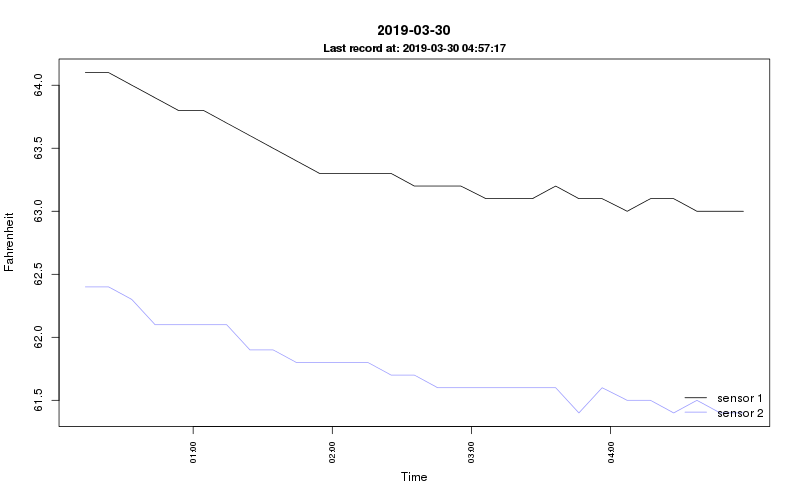 2019-03-30
Last record at: 2019-03-30 04:57:17
Fahrenheit
64.0
63.5
63.0
62.5
62.0
61.5
sensor 1
sensor 2
01:00
02:00
03:00
04:00
Time